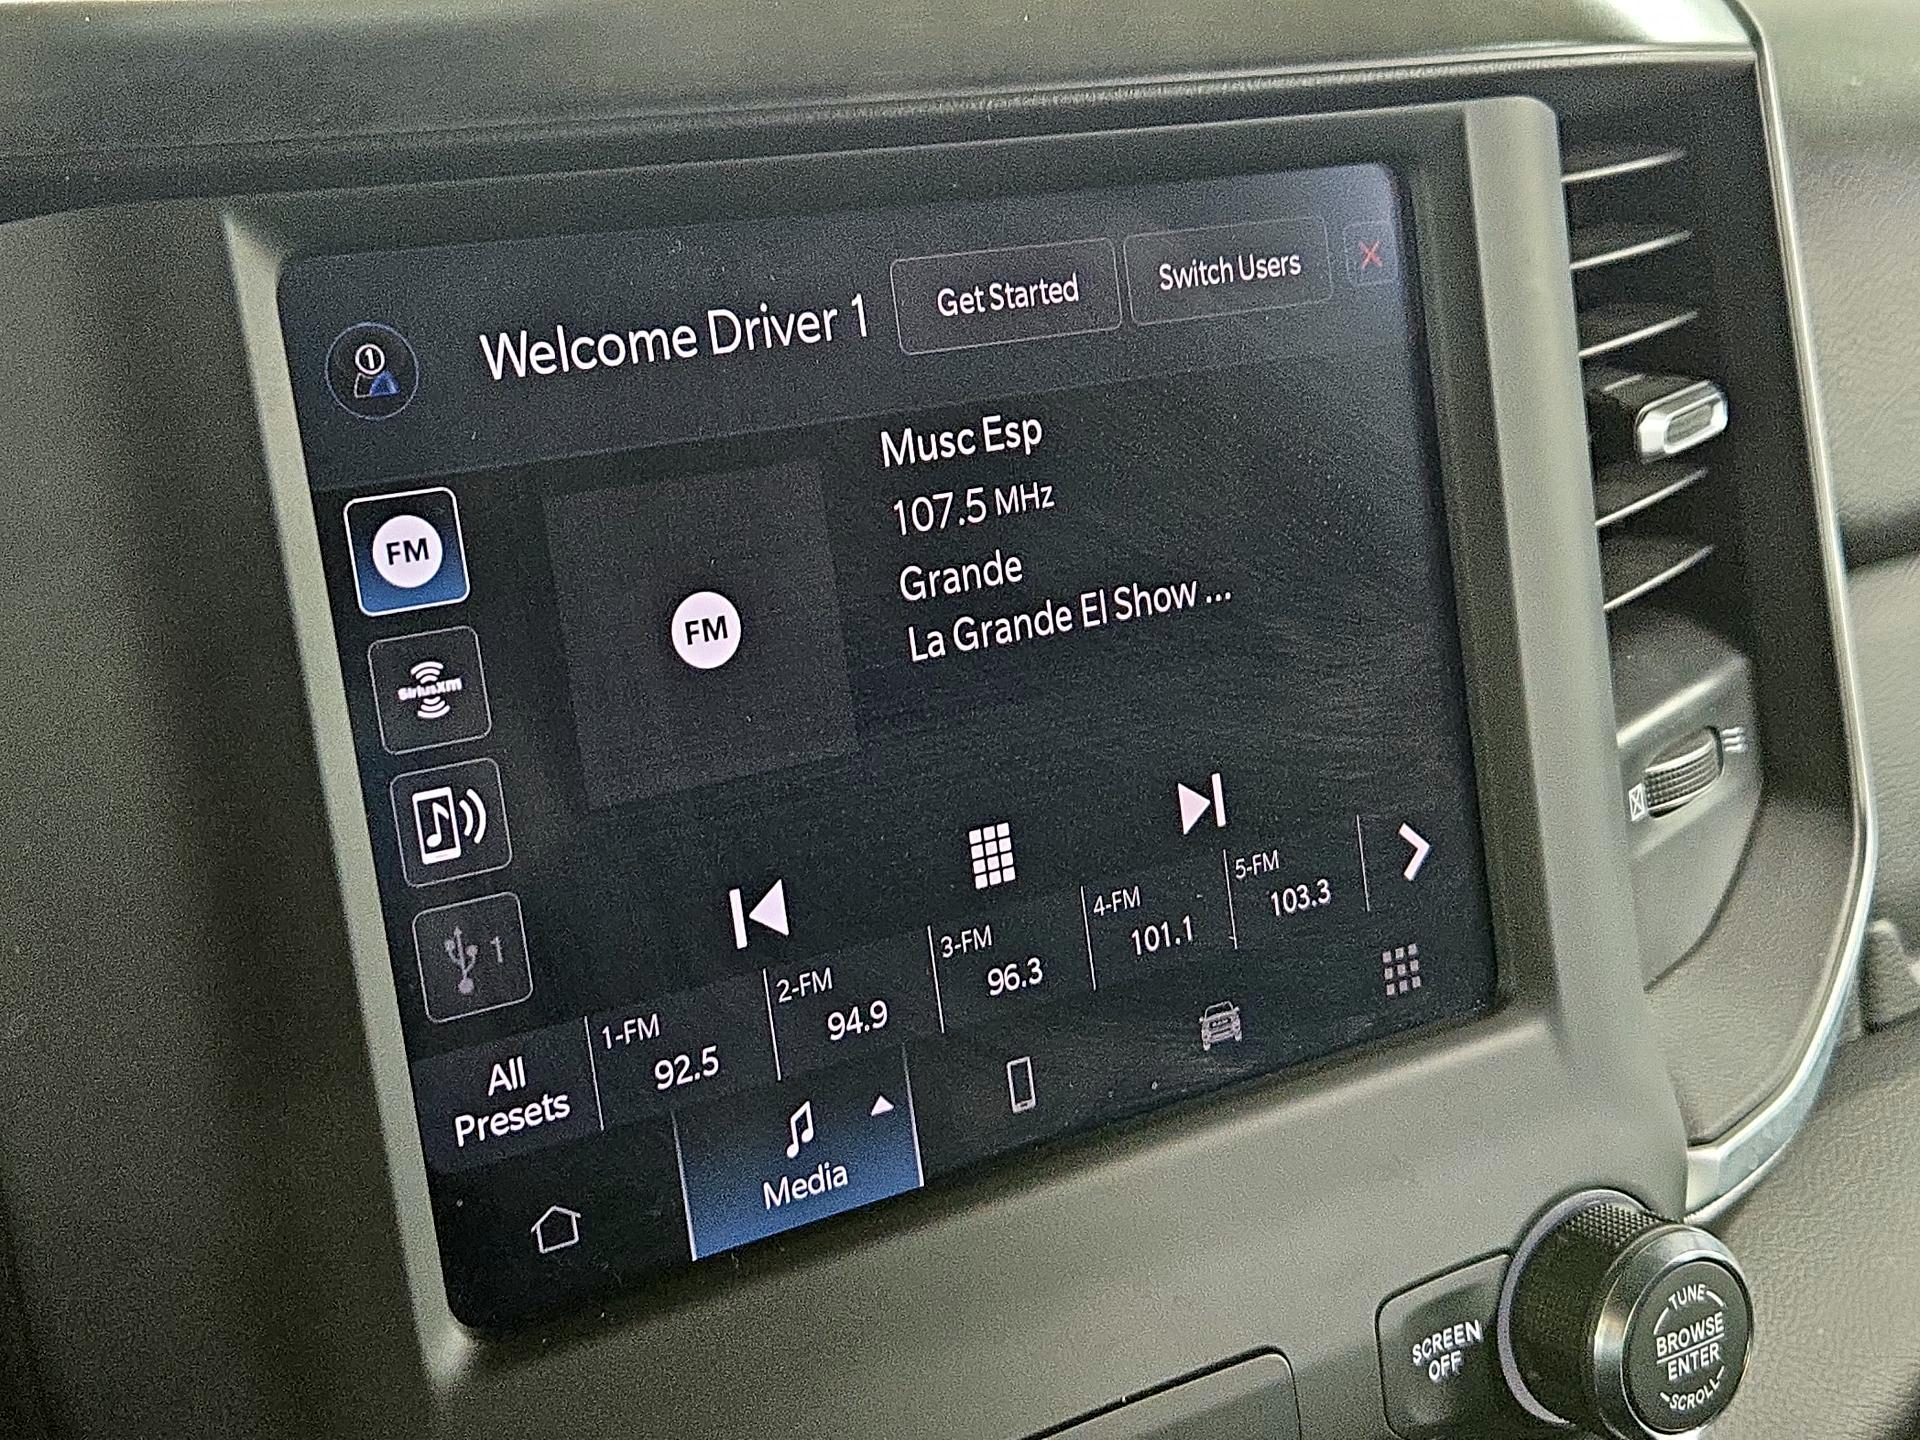 1
Welcome Driver 1
Get Started
Switch Users
Musc Esp
107.5 MHz
Grande
La Grande El Show ...
FM
FM
SiriusXM
1
All
Presets
1-FM
92.5
2-FM
94.9
3-FM
96.3
4-FM
101.1
5-FM
103.3
Media
SCREEN
OFF
TUNE
BROWSE
ENTER
SCROLL